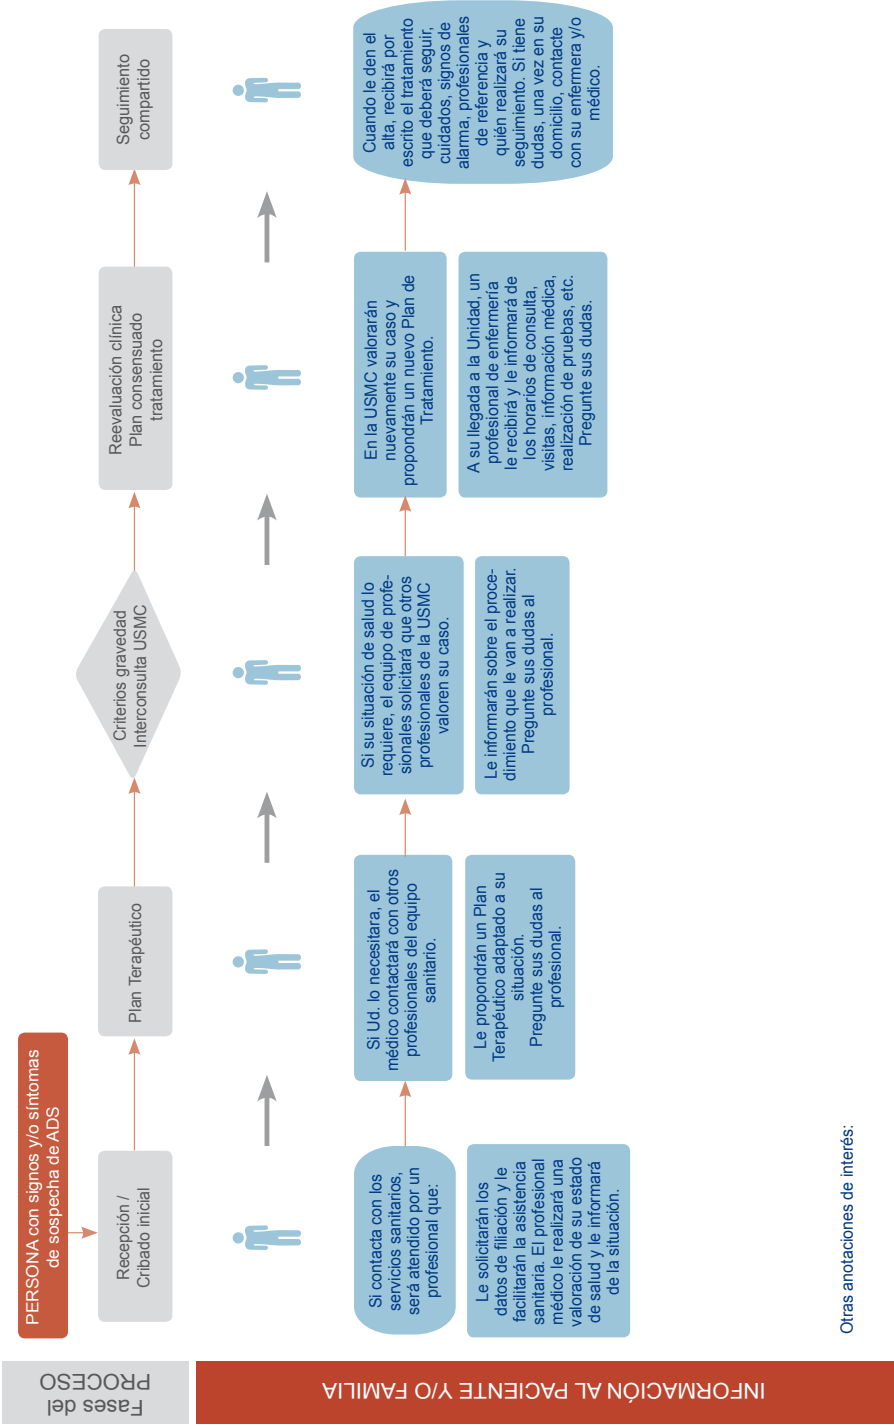 Fases del
PROCESO
PERSONA con signos y/o síntomas
de sospecha de ADS
Recepción /
Cribado inicial
Plan Terapéutico
Criterios gravedad
Interconsulta USMC
Reevaluación clínica
Plan consensuado
tratamiento
Seguimiento
compartido
INFORMACIÓN AL PACIENTE Y/O FAMILIA
Si contacta con los
servicios sanitarios,
será atendido por un
profesional que:
Le solicitarán los
datos de filiación y le
facilitarán la asistencia
sanitaria. El profesional
médico le realizará una
valoración de su estado
de salud y le informará
de la situación.
Si Ud. lo necesitara, el
médico contactará con otros
profesionales del equipo
sanitario.
Le propondrán un Plan
Terapéutico adaptado a su
situación.
Pregunte sus dudas al
profesional.
Si su situación de salud lo
requiere, el equipo de profe-
sionales solicitará que otros
profesionales de la USMC
valoren su caso.
Le informarán sobre el proce-
dimiento que le van a realizar.
Pregunte sus dudas al
profesional.
En la USMC valorarán
nuevamente su caso y
propondrán un nuevo Plan de
Tratamiento.
A su llegada a la Unidad, un
profesional de enfermería
le recibirá y le informará de
los horarios de consulta,
visitas, información médica,
realización de pruebas, etc.
Pregunte sus dudas.
Cuando le den el
alta, recibirá por
escrito el tratamiento
que deberá seguir,
cuidados, signos de
alarma, profesionales
de referencia y
quién realizará su
seguimiento. Si tiene
dudas, una vez en su
domicilio, contacte
con su enfermera y/o
médico.
Otras anotaciones de interés: